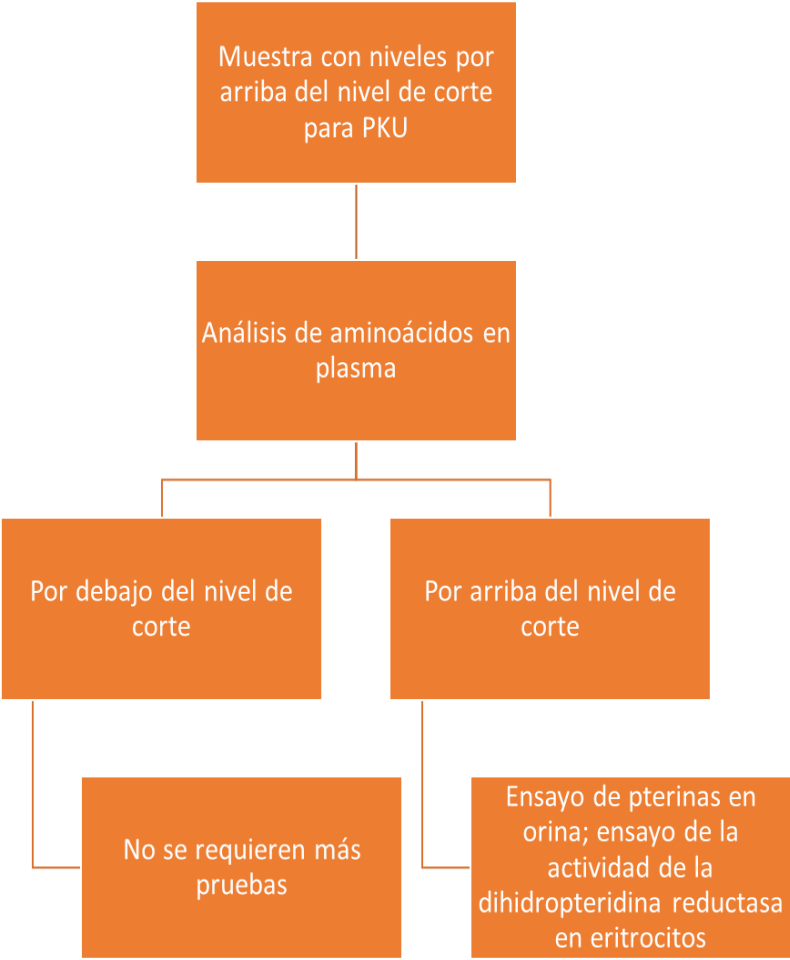 Muestra con niveles por
arriba del nivel de corte
para PKU
Análisis de aminoácidos en
plasma
Por debajo del nivel de
corte
Por arriba del nivel de
corte
No se requieren más
pruebas
Ensayo de pterinas en
orina; ensayo de la
actividad de la
dihidropteridina reductasa
en eritrocitos